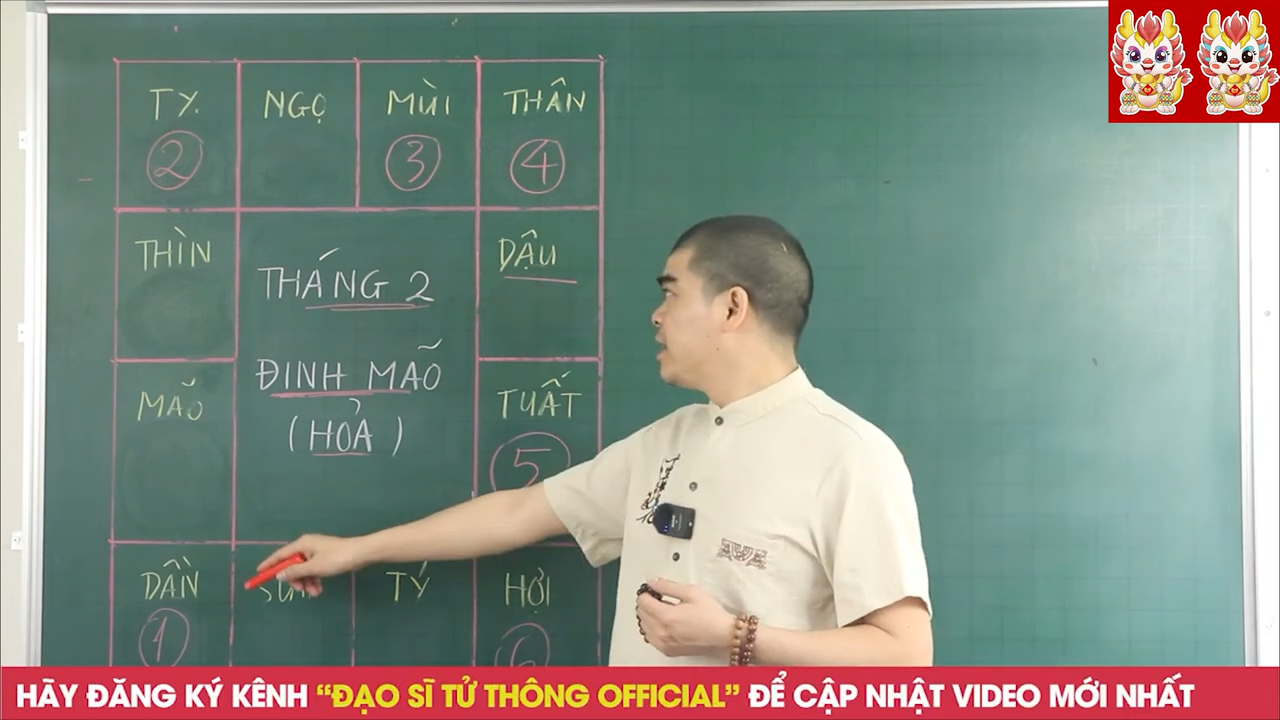 TỴ NGỌ MÙI THÂN
2 3 4
THÌN DẬU
THÁNG 2
ĐINH MÃO
MÃO TUẤT
(HỎA)
5
DẦN TÝ HỢI
1 6
HÃY ĐĂNG KÝ KÊNH “ĐẠO SĨ TỬ THÔNG OFFICIAL” ĐỂ CẬP NHẬT VIDEO MỚI NHẤT